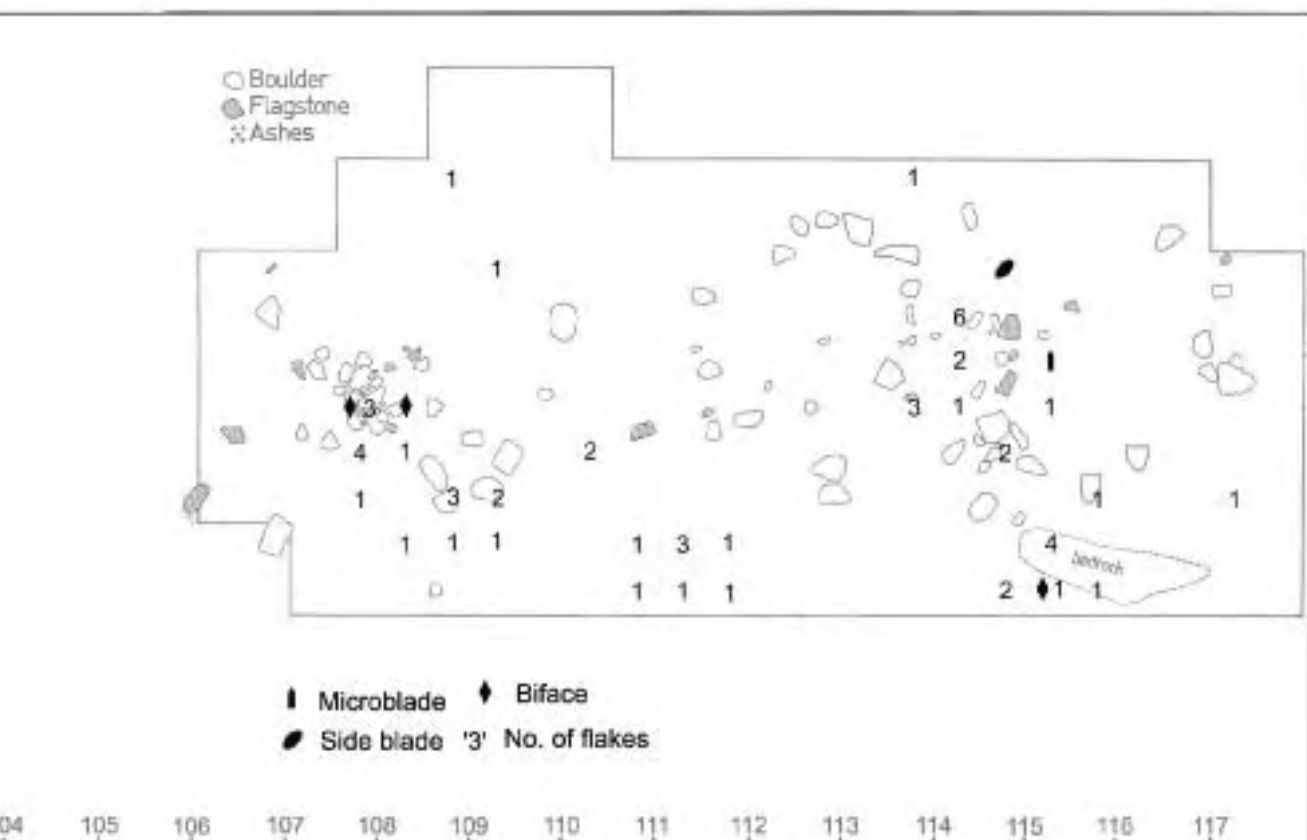 Boulder
Flagstone
Ashes
1 1
1
6
2
3 3 1 1
4 1 2 2
1 3 2 1 1
1 1 1 1 3 1 4
bedrock
1 1 1 2 1 1
Microblade Biface
Side blade '3' No. of flakes
04 105 106 107 108 109 110 111 112 113 114 115 116 117